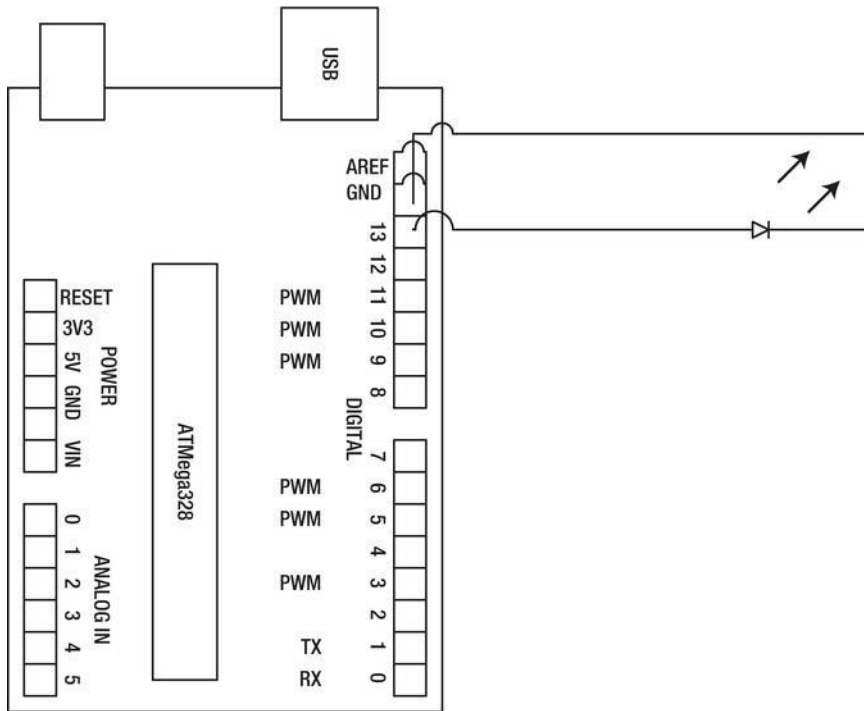 USB
AREF
GND
13
12
RESET
PWM
11
3V3
PWM
10
5V
POWER
PWM
9
GND
8
DIGITAL
VIN
7
ATMega328
PWM
6
0
PWM
5
1
4
ANALOG IN
2
PWM
3
3
2
4
TX
1
5
RX
0